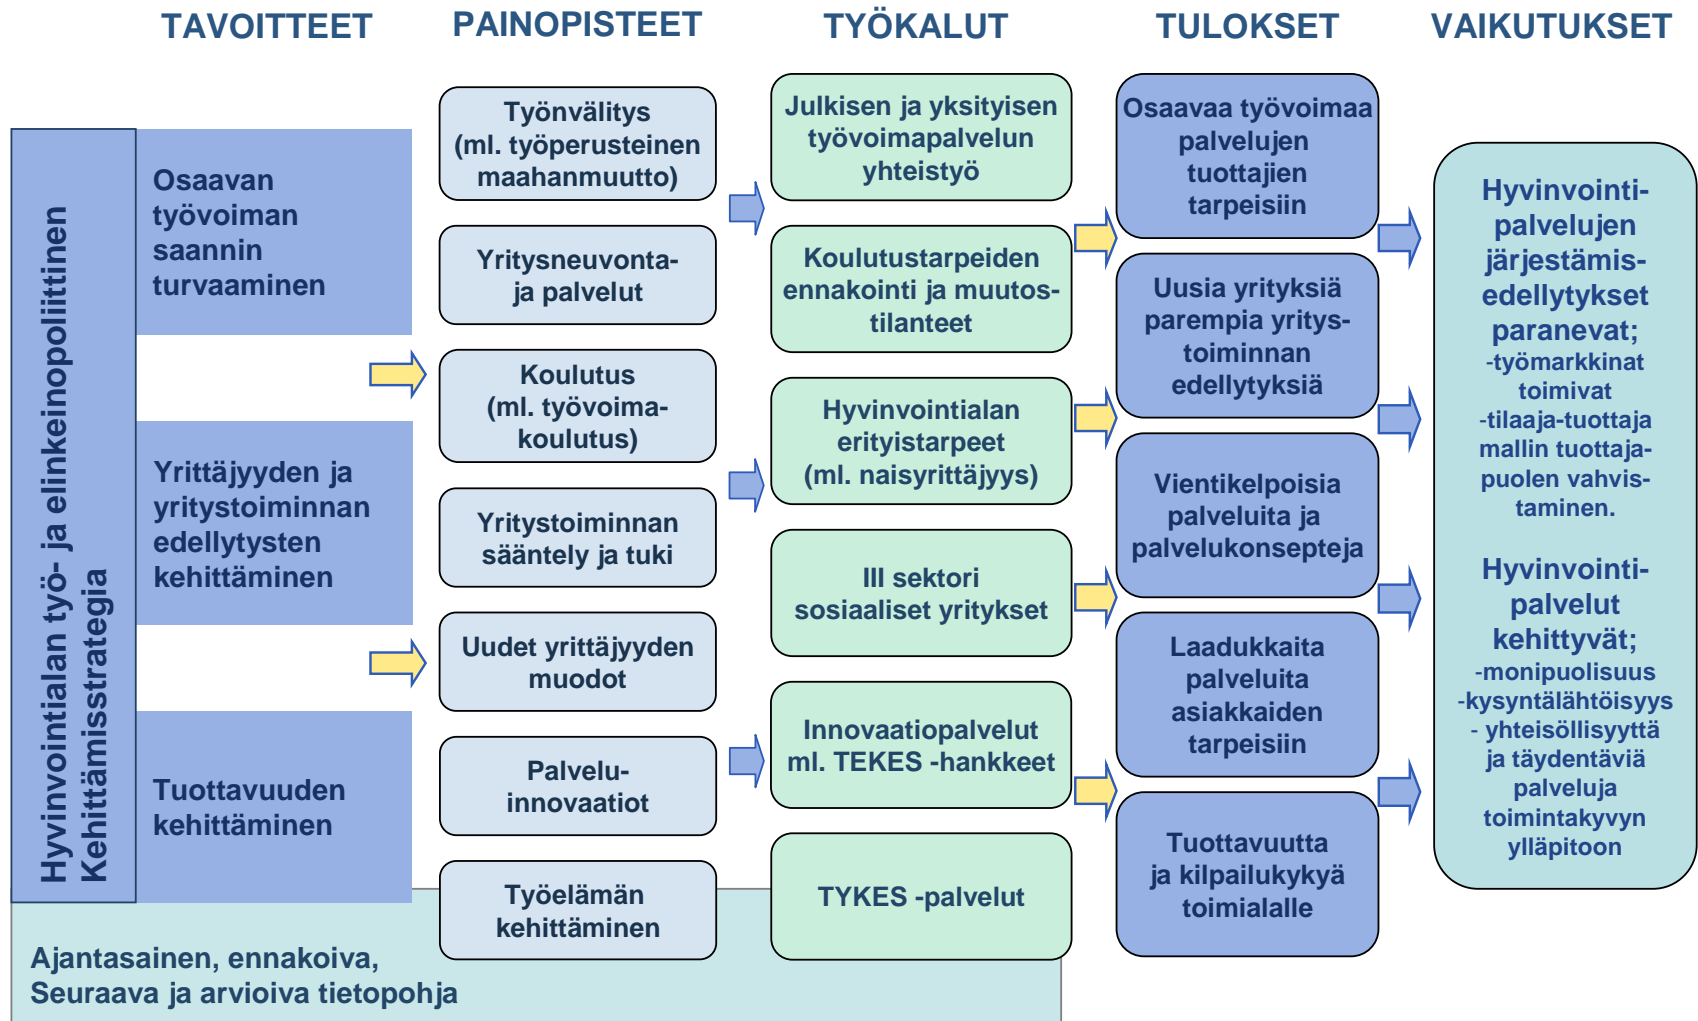 TAVOITTEET
PAINOPISTEET
TYÖKALUT
TULOKSET
VAIKUTUKSET
Hyvinvointialan työ- ja elinkeinopoliittinen
Kehittämisstrategia
Osaavan
työvoiman
saannin
turvaaminen
Yrittäjyyden ja
yritystoiminnan
edellytysten
kehittäminen
Tuottavuuden
kehittäminen
Työnvälitys
(ml. työperusteinen
maahanmuutto)
Yritysneuvonta-
ja palvelut
Koulutus
(ml. työvoima-
koulutus)
Yritystoiminnan
sääntely ja tuki
Uudet yrittäjyyden
muodot
Palvelu-
innovaatiot
Työelämän
kehittäminen
Julkisen ja yksityisen
työvoimapalvelun
yhteistyö
Koulutustarpeiden
ennakointi ja muutos-
tilanteet
Hyvinvointialan
erityistarpeet
(ml. naisyrittäjyys)
III sektori
sosiaaliset yritykset
Innovaatiopalvelut
ml. TEKES -hankkeet
TYKES -palvelut
Osaavaa työvoimaa
palvelujen
tuottajien
tarpeisiin
Uusia yrityksiä
parempia yritys-
toiminnan
edellytyksiä
Vientikelpoisia
palveluita ja
palvelukonsepteja
Laadukkaita
palveluita
asiakkaiden
tarpeisiin
Tuottavuutta
ja kilpailukykyä
toimialalle
Hyvinvointi-
palvelujen
järjestämis-
edellytykset
paranevat;
-työmarkkinat
toimivat
-tilaaja-tuottaja
mallin tuottaja-
puolen vahvis-
taminen.
Hyvinvointi-
palvelut
kehittyvät;
-monipuolisuus
-kysyntälähtöisyys
- yhteisöllisyyttä
ja täydentäviä
palveluja
toimintakyvyn
ylläpitoon
Ajantasainen, ennakoiva,
Seuraava ja arvioiva tietopohja